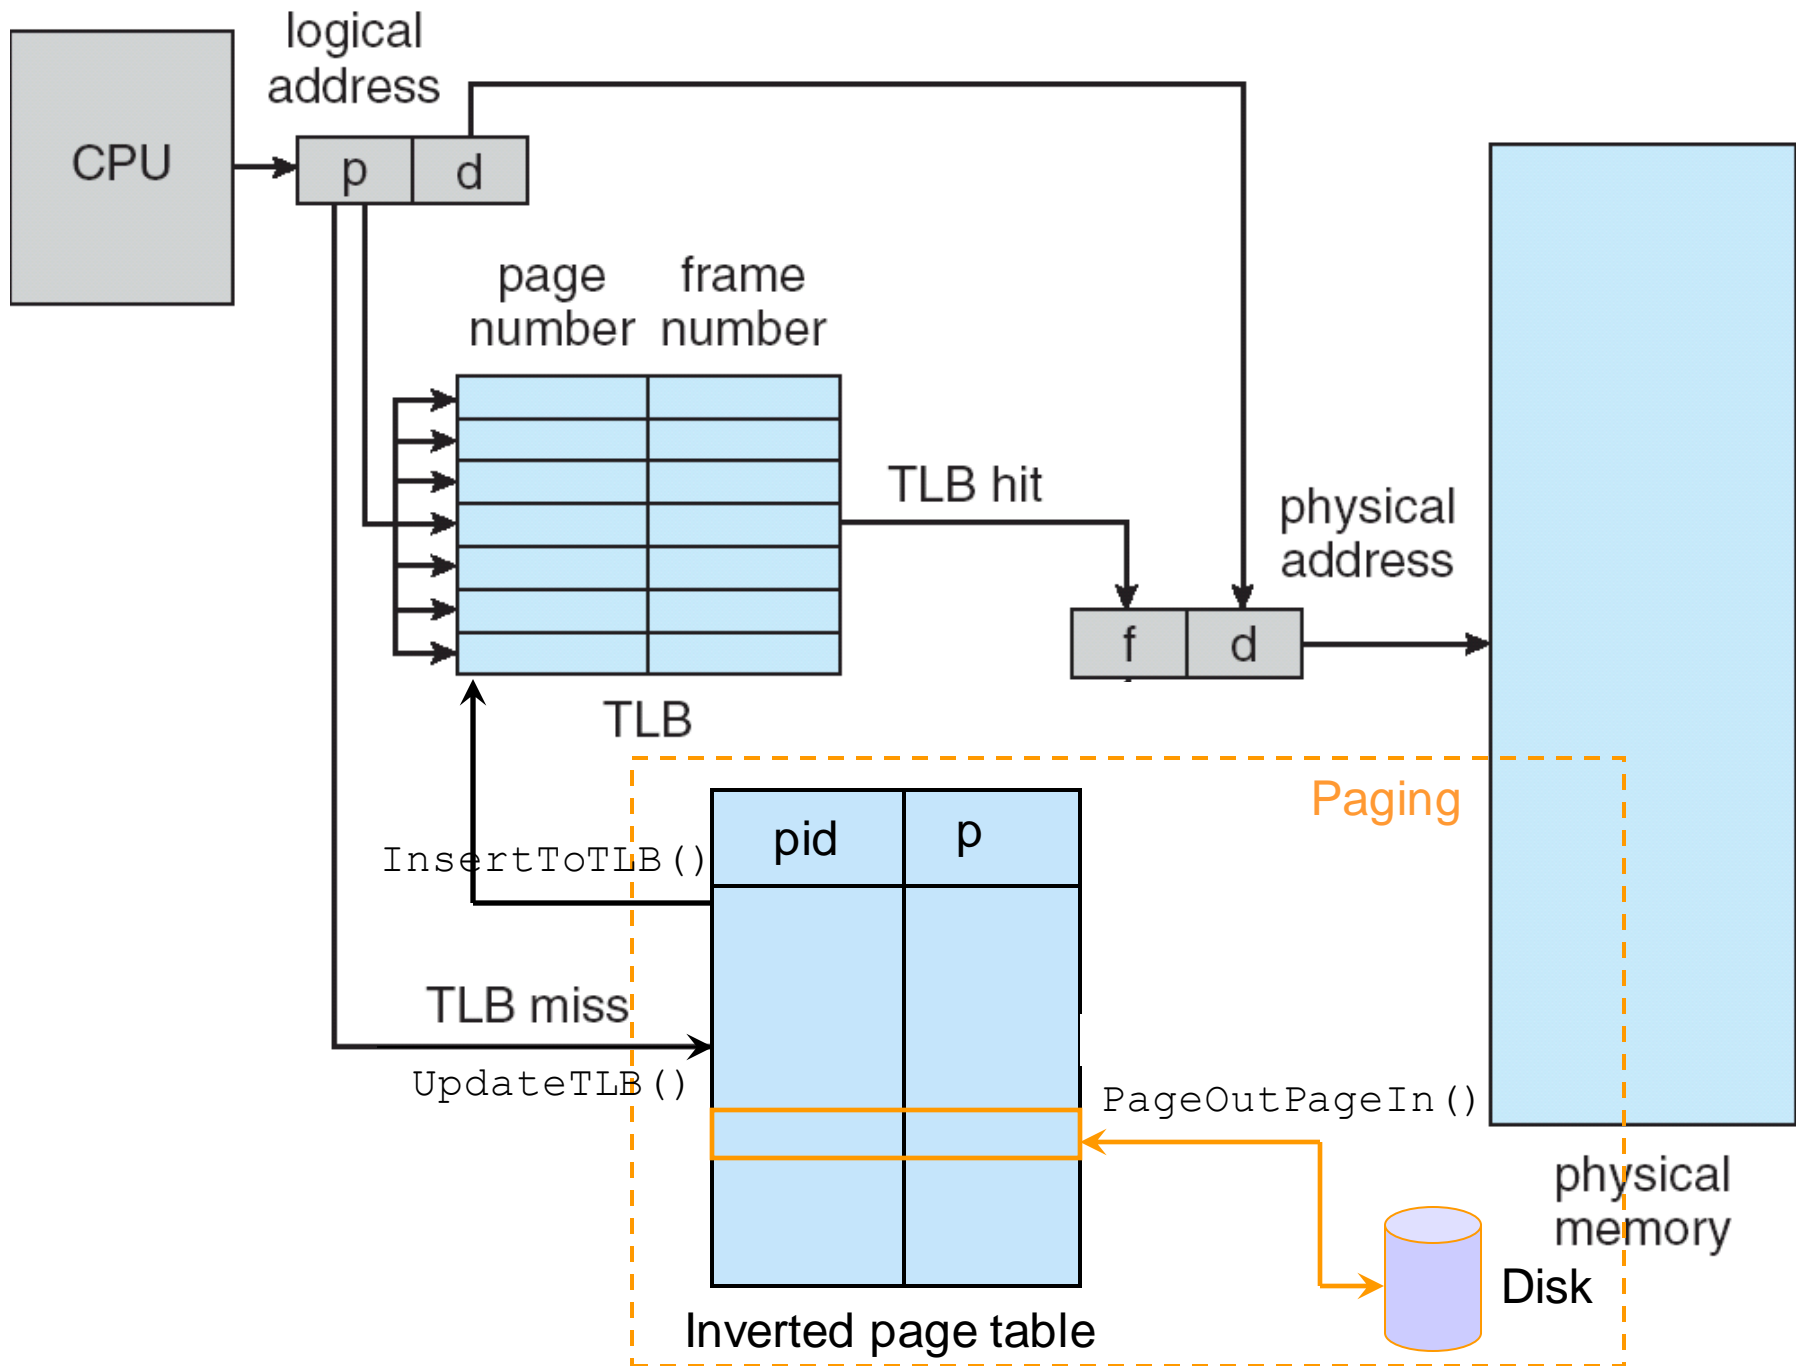 logical
address
CPU
p
d
page
number
frame
number
TLB hit
physical
address
f
d
TLB
Paging
pid
p
InsertToTLB()
TLB miss
UpdateTLB()
PageOutPageIn()
physical
memory
Disk
Inverted page table